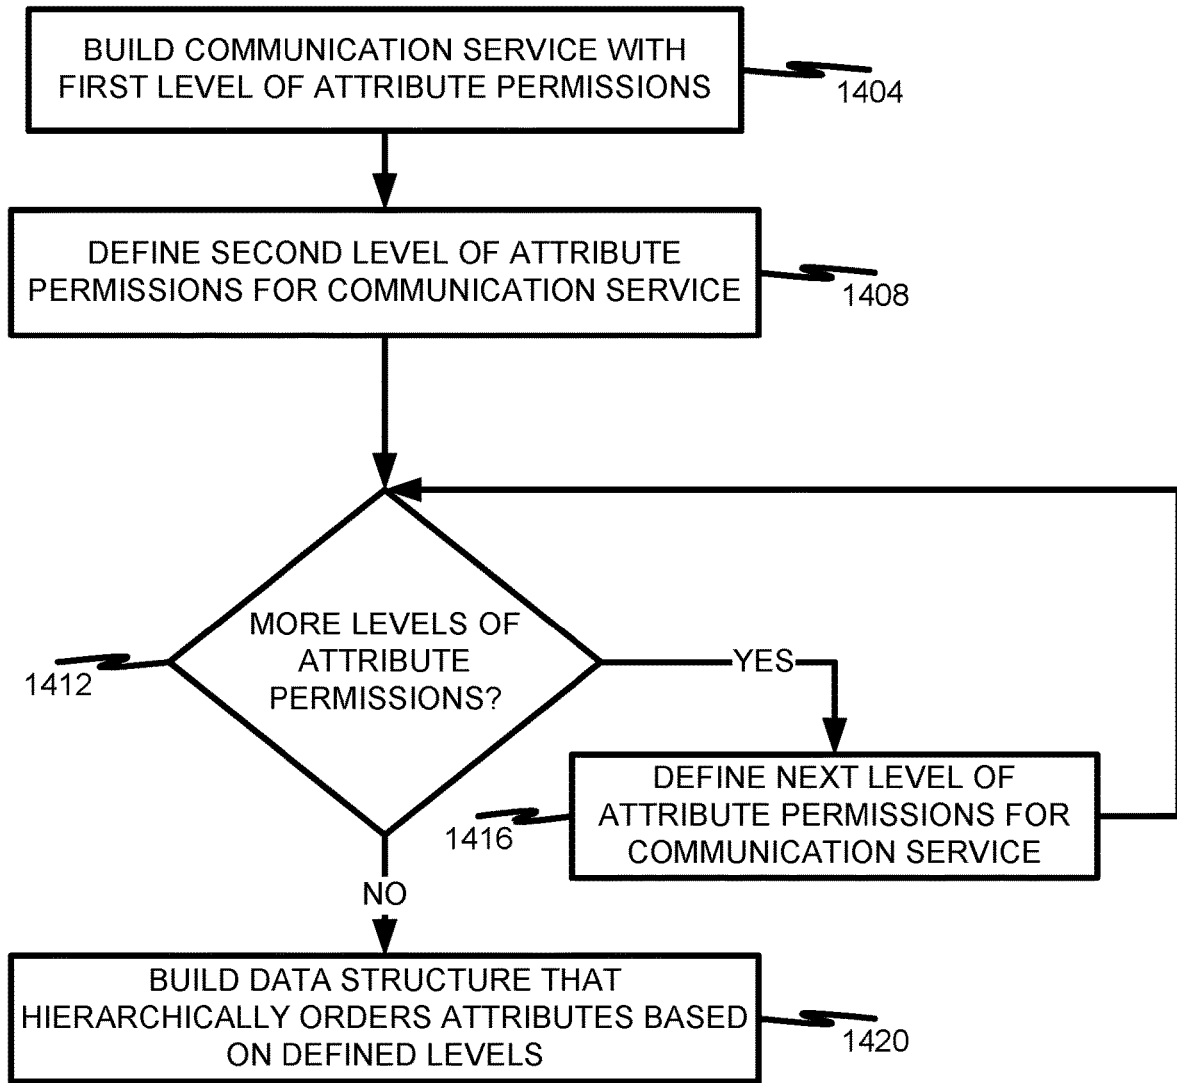 BUILD COMMUNICATION SERVICE WITH
FIRST LEVEL OF ATTRIBUTE PERMISSIONS
1404
DEFINE SECOND LEVEL OF ATTRIBUTE
PERMISSIONS FOR COMMUNICATION SERVICE
1408
MORE LEVELS OF
ATTRIBUTE
PERMISSIONS?
1412
YES
DEFINE NEXT LEVEL OF
ATTRIBUTE PERMISSIONS FOR
COMMUNICATION SERVICE
1416
NO
BUILD DATA STRUCTURE THAT
HIERARCHICALLY ORDERS ATTRIBUTES BASED
ON DEFINED LEVELS
1420